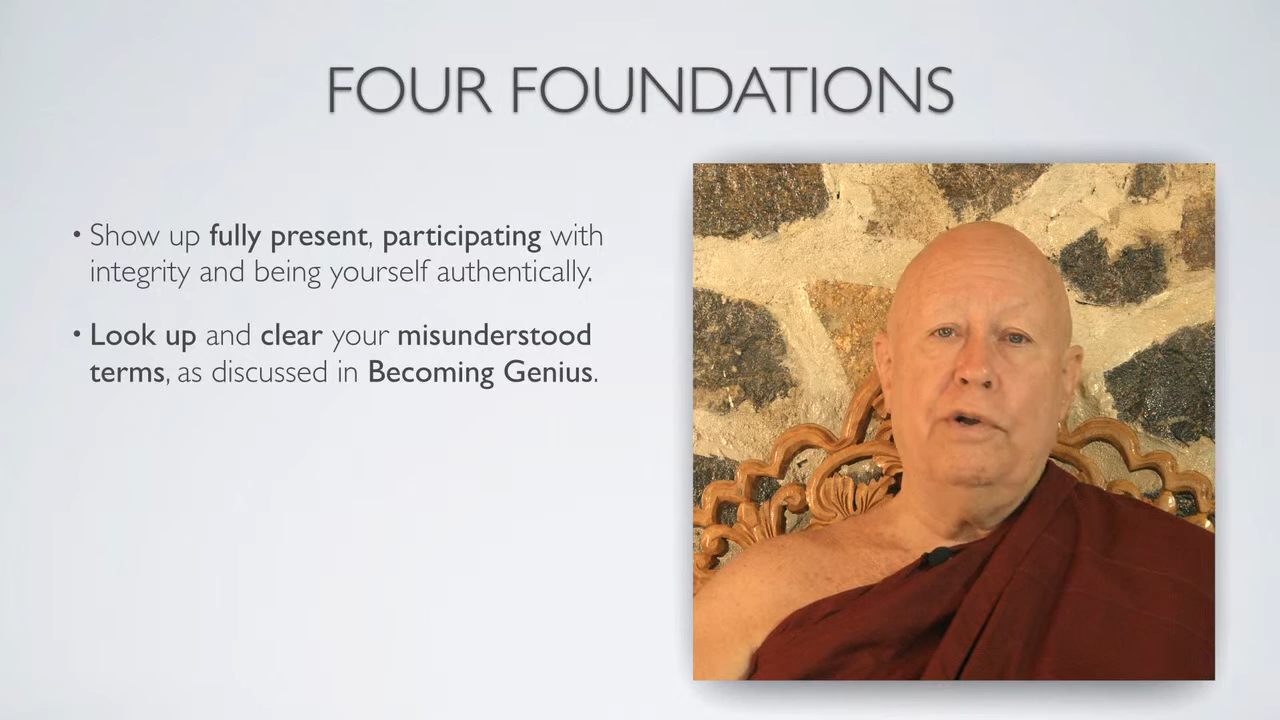 FOUR FOUNDATIONS
• Show up fully present, participating with
integrity and being yourself authentically.
• Look up and clear your misunderstood
terms, as discussed in Becoming Genius.